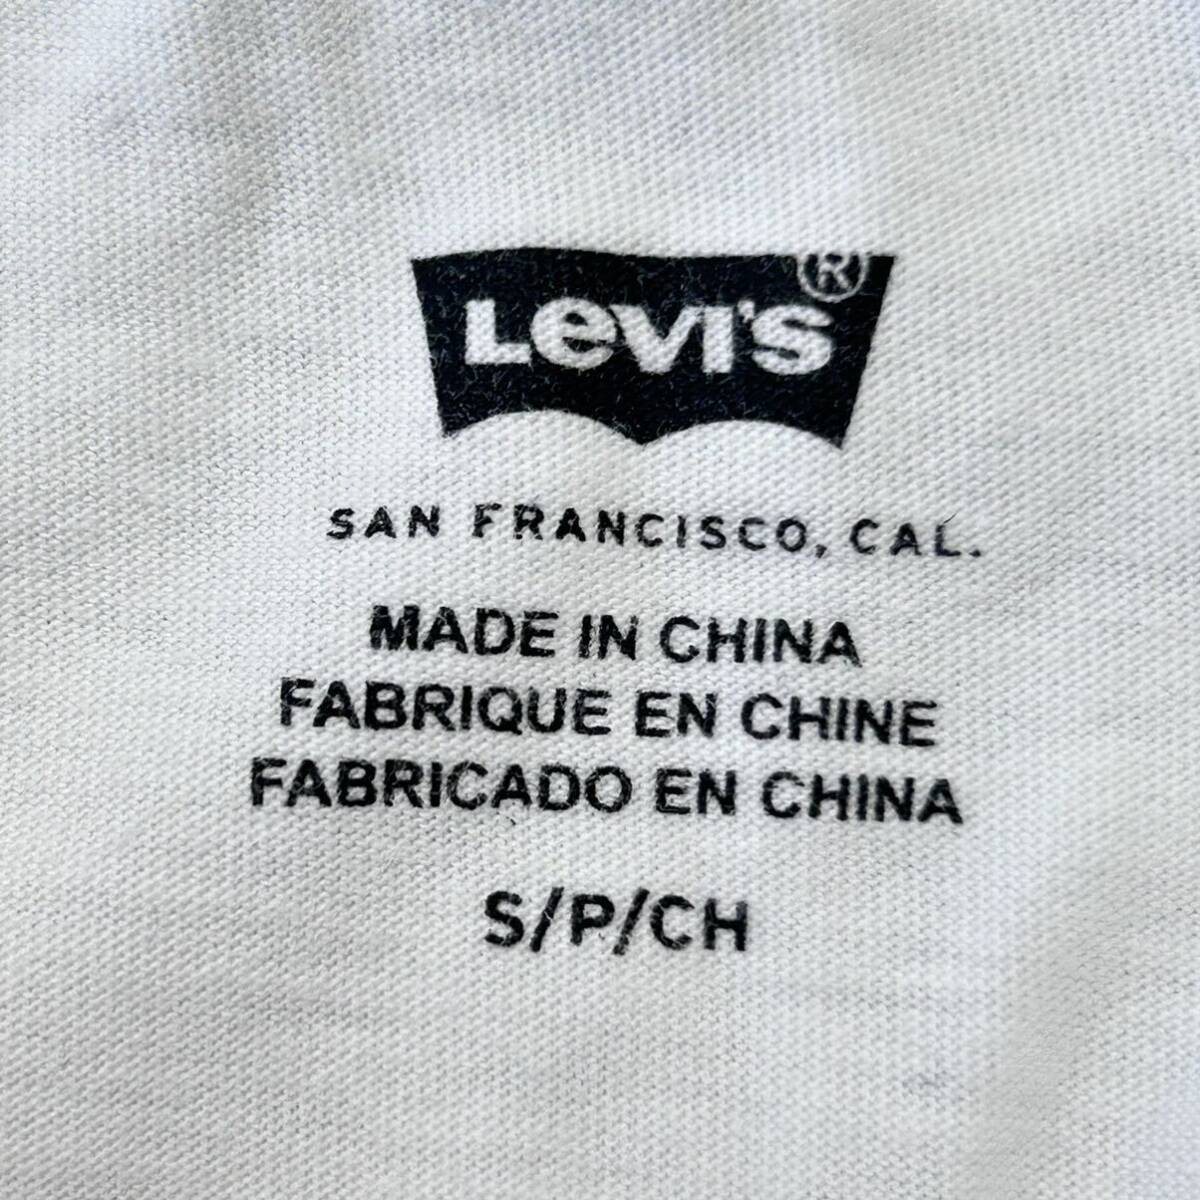 Levi's®
SAN FRANCISCO, CAL.
MADE IN CHINA
FABRIQUE EN CHINE
FABRICADO EN CHINA
S/P/CH